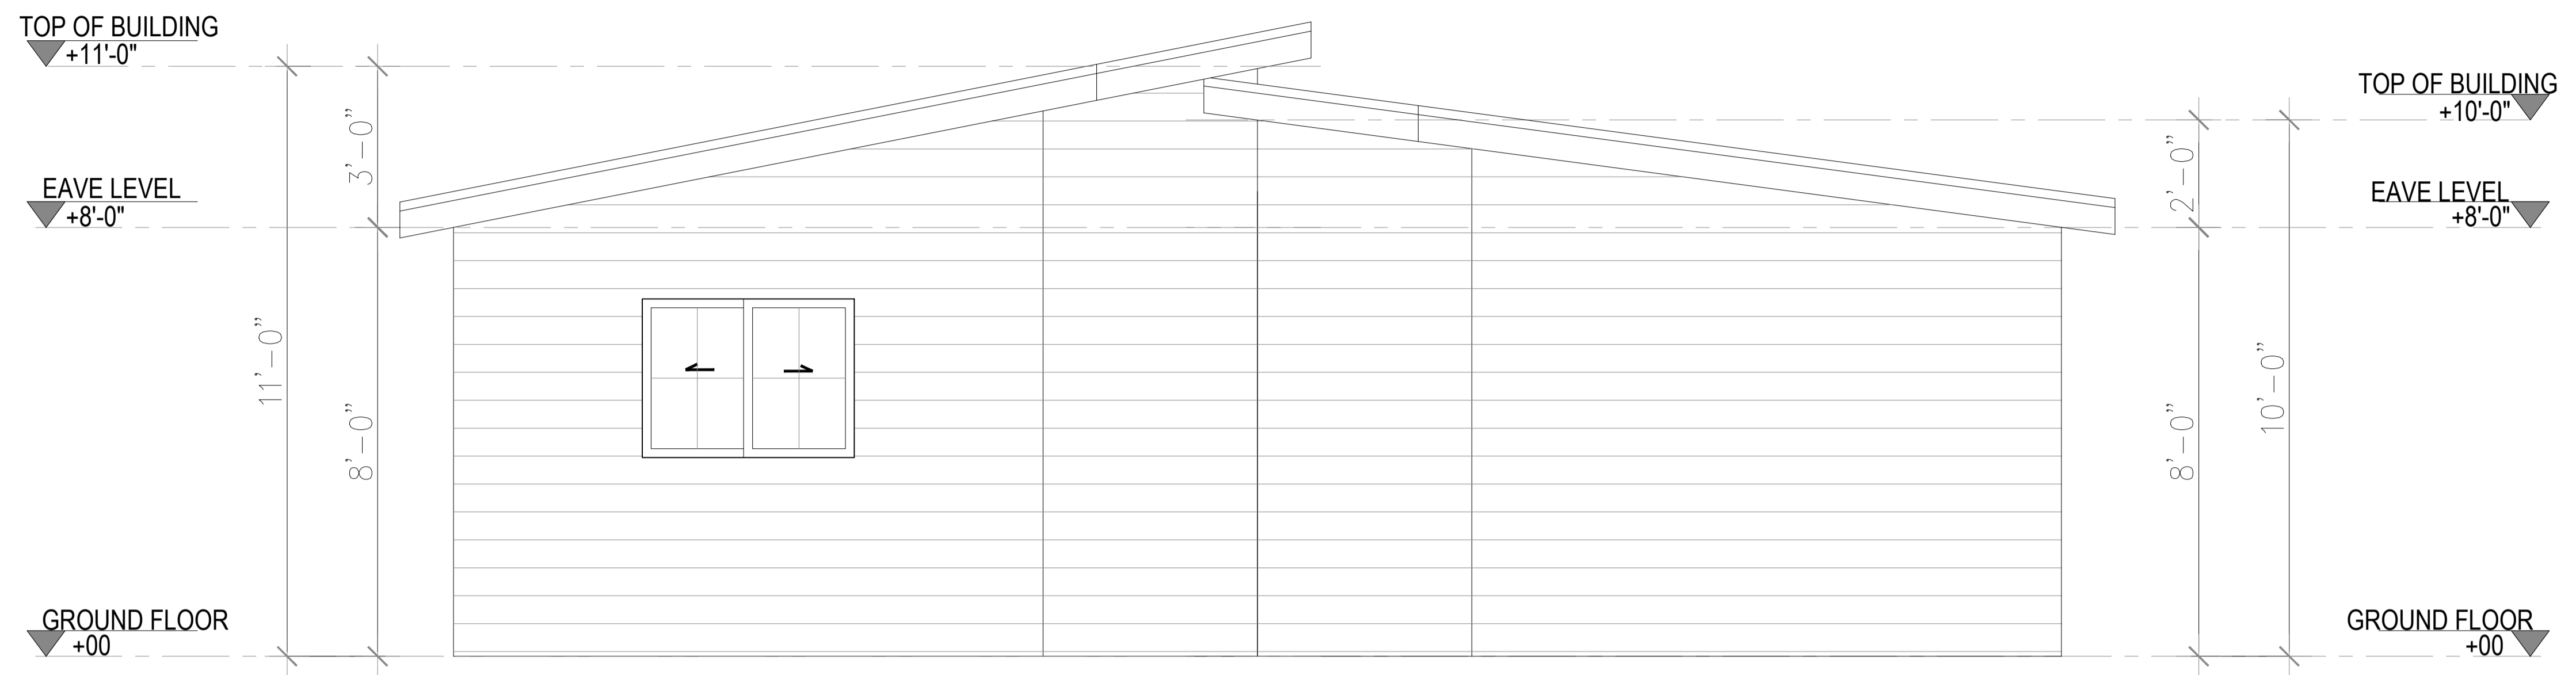 TOP OF BUILDING
+11'-0"
TOP OF BUILDING
+10'-0"
3'-0"
2'-0"
EAVE LEVEL
+8'-0"
EAVE LEVEL
+8'-0"
11'-0"
8'-0"
8'-0"
10'-0"
GROUND FLOOR
+00
GROUND FLOOR
+00